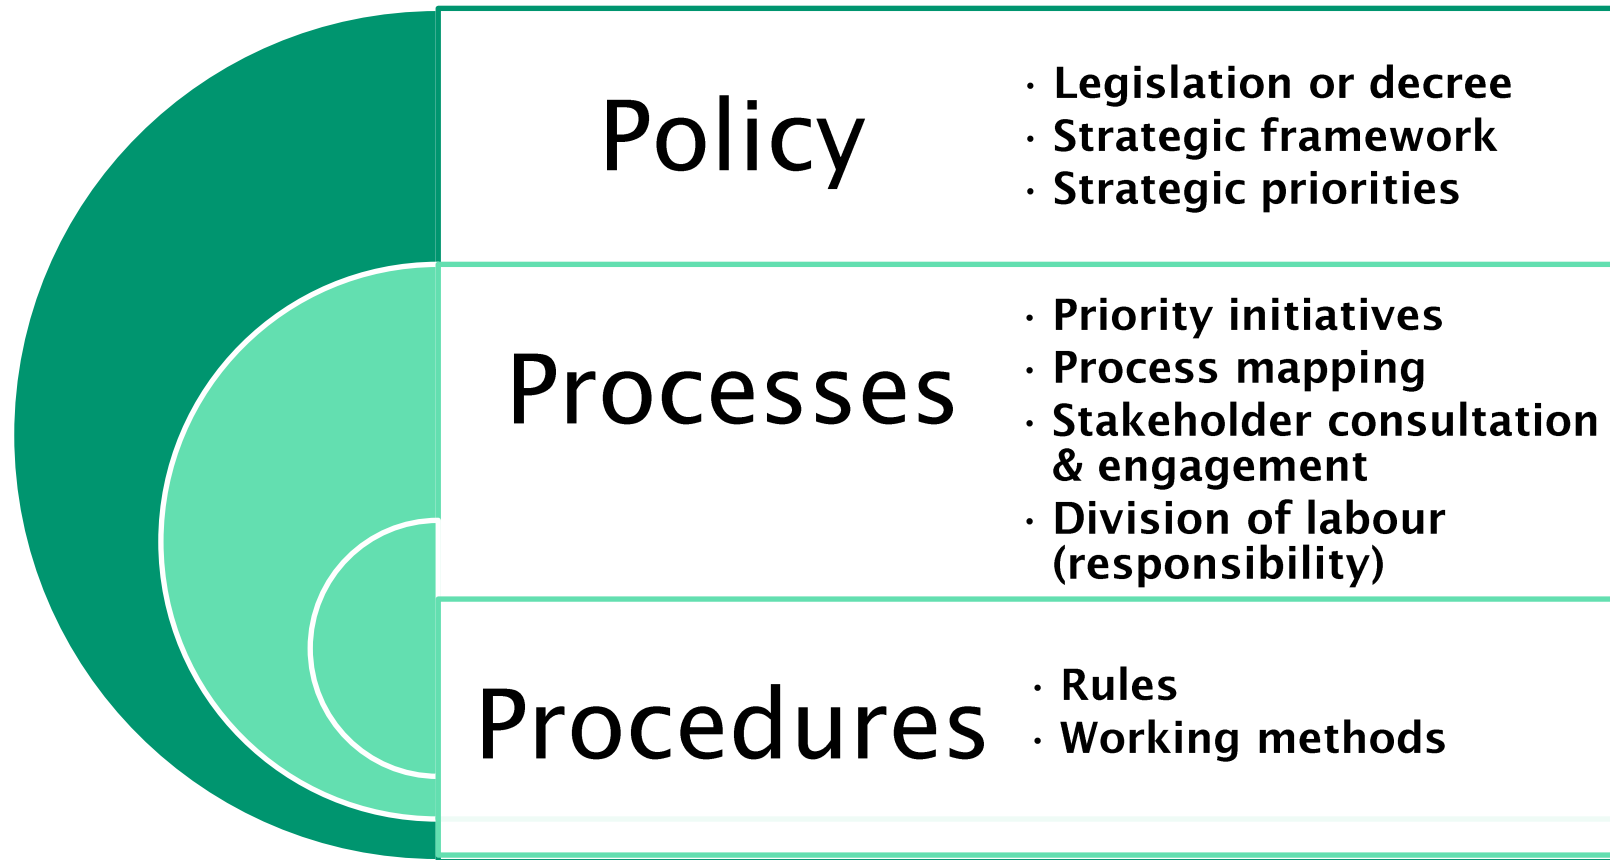 Policy
· Legislation or decree
· Strategic framework
· Strategic priorities
Processes
· Priority initiatives
· Process mapping
· Stakeholder consultation
& engagement
· Division of labour
(responsibility)
Procedures
· Rules
· Working methods